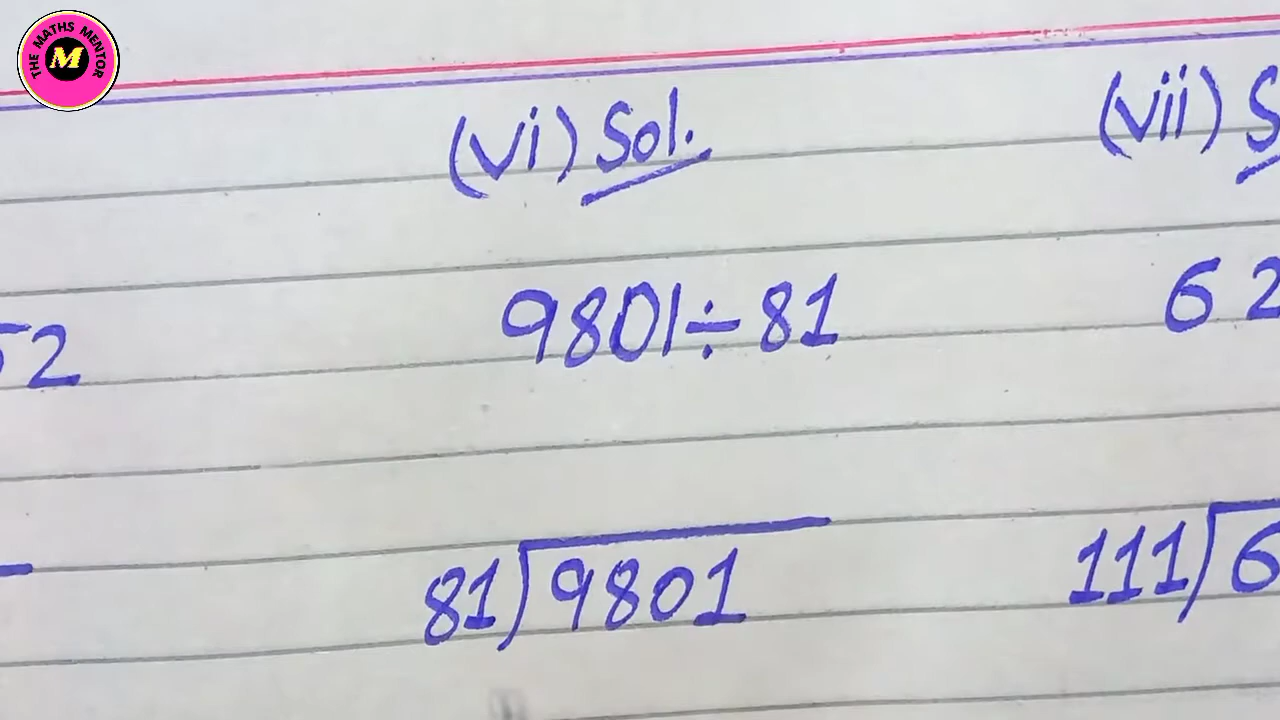 THE MATHS MENTOR
M
(vi) Sol. (vii) S
52 9801÷81 62
81)9801 111)6